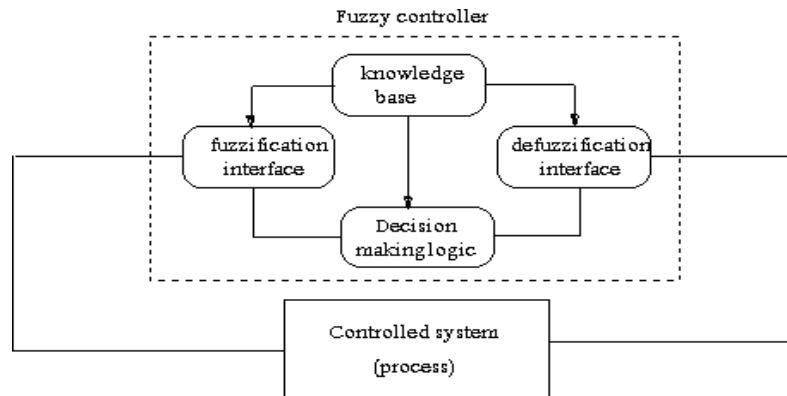 Fuzzy controller
knowledge
base
fuzzification
interface
defuzzification
interface
Decision
makinglogic
Controlled system
(process)